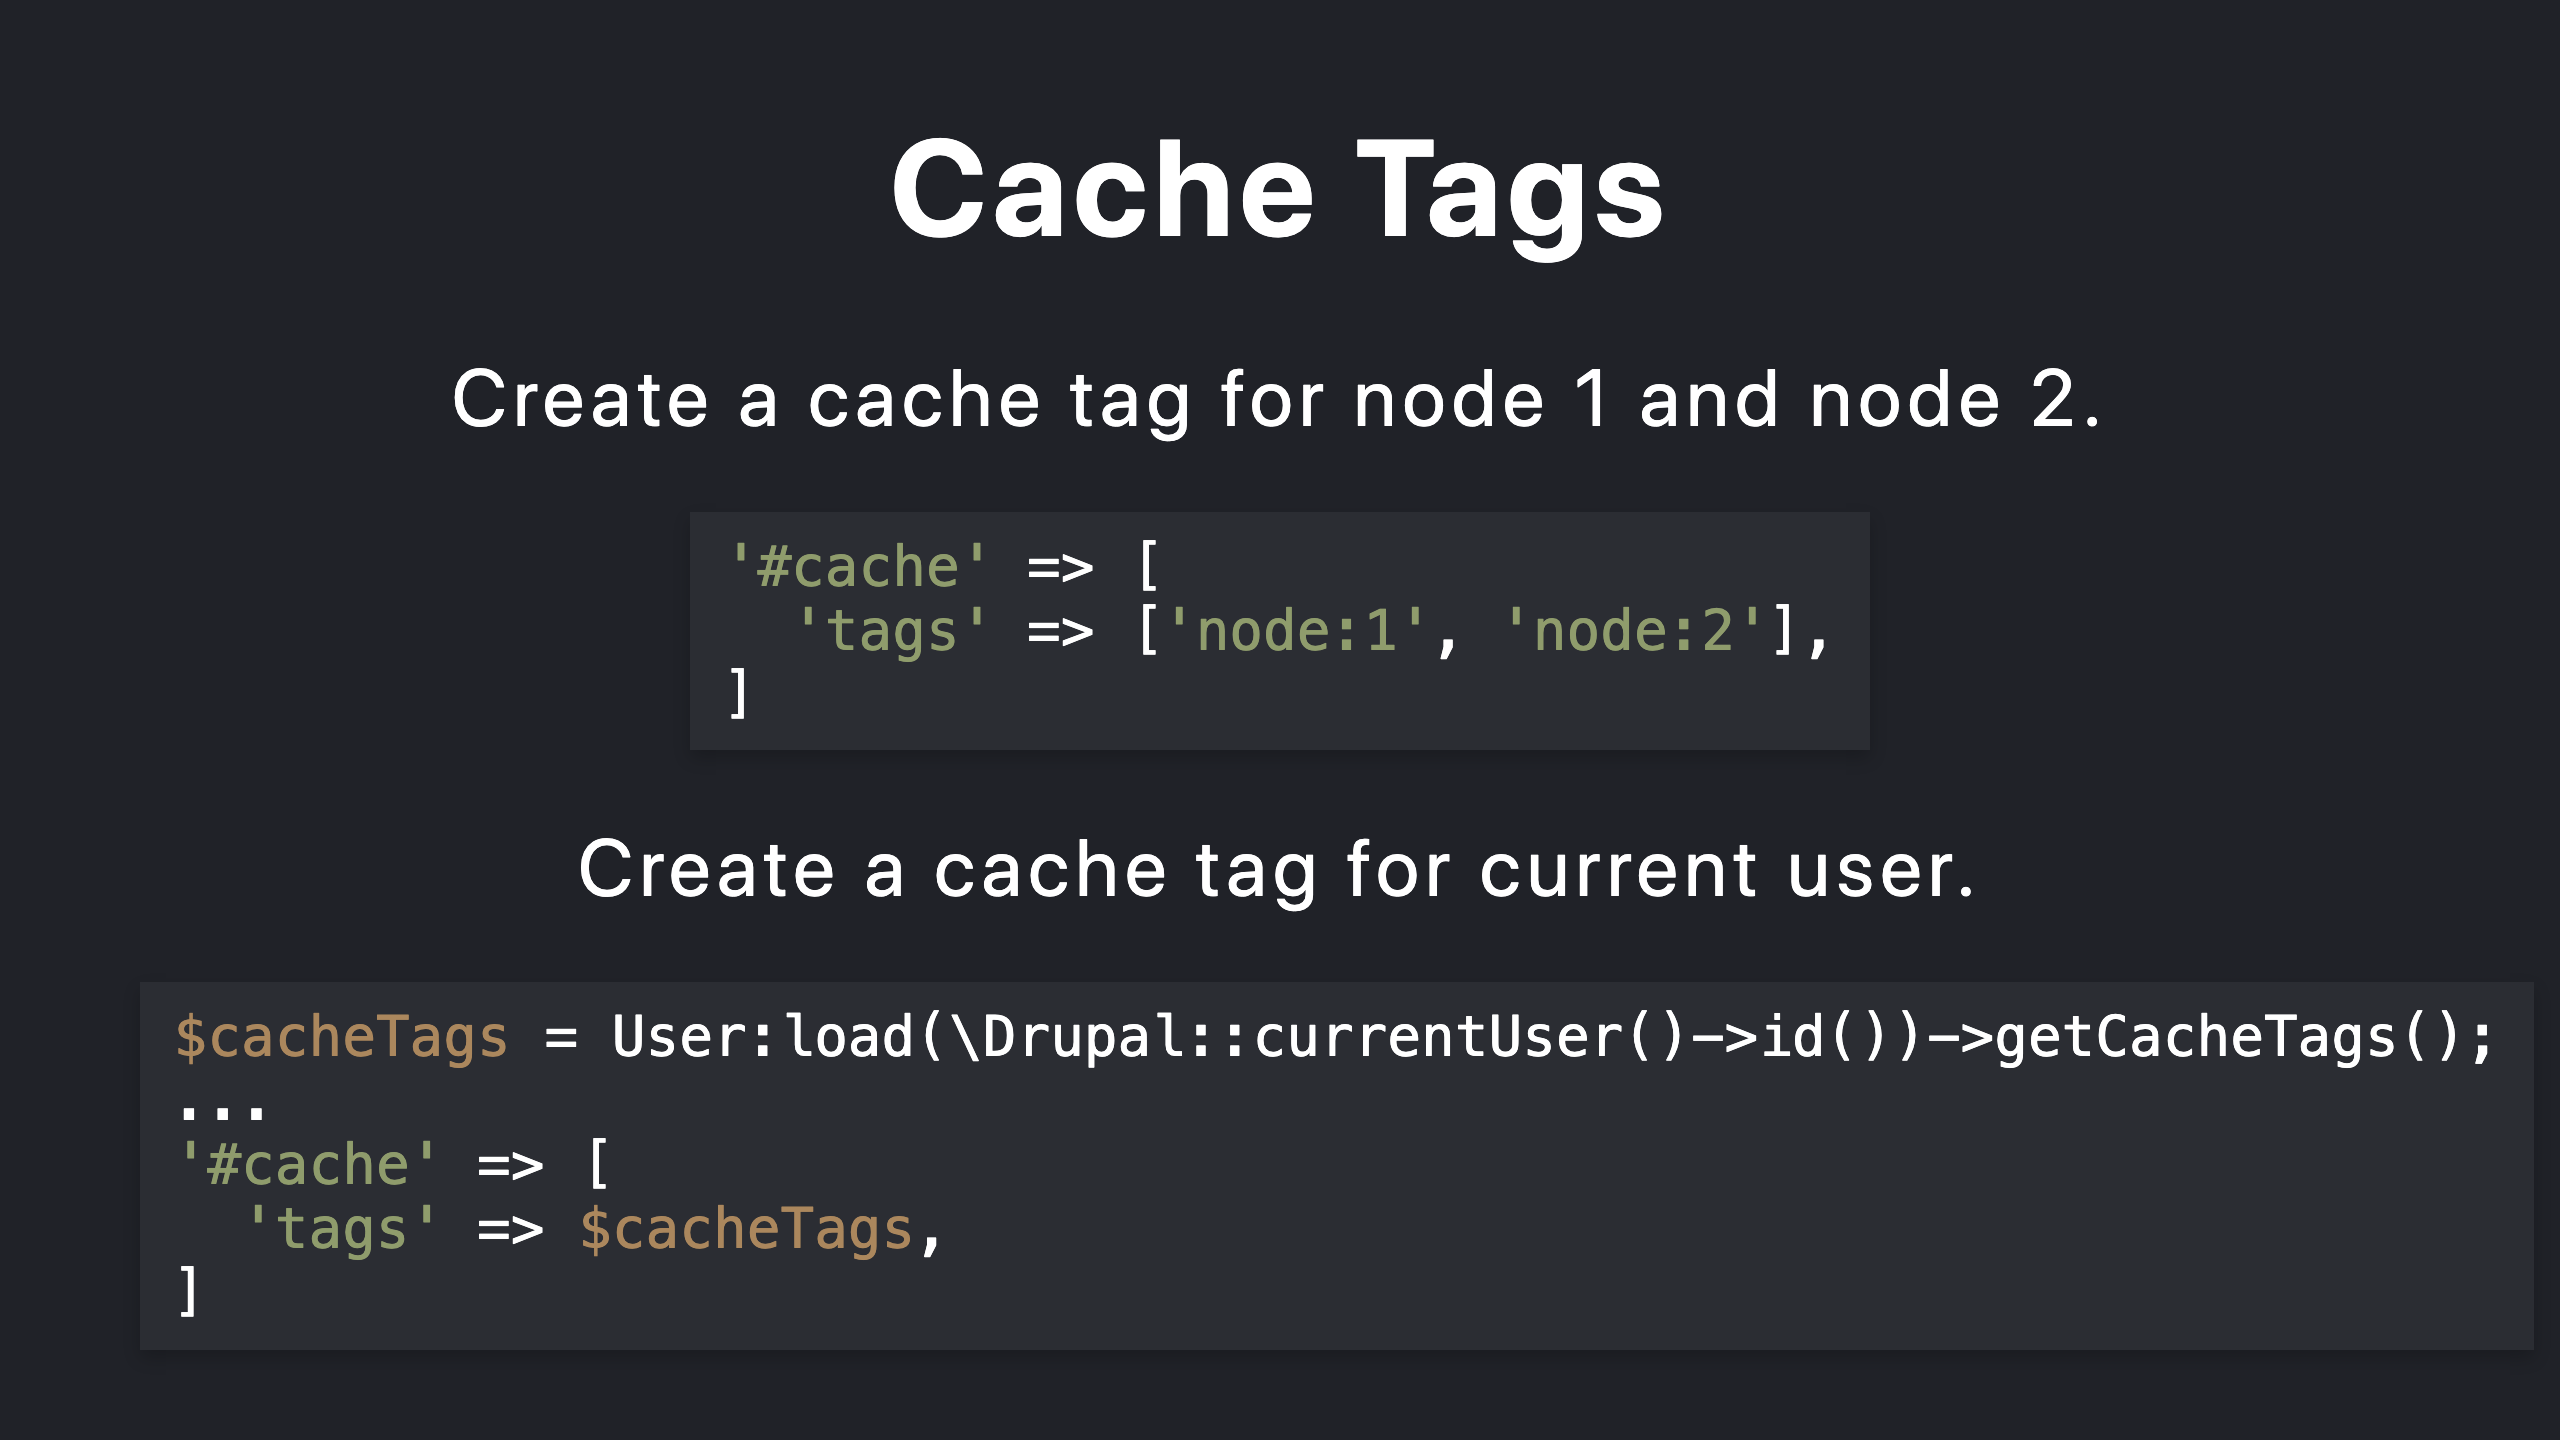 Cache Tags
Create a cache tag for node 1 and node 2.
'#cache' => [
  'tags' => ['node:1', 'node:2'],
]
Create a cache tag for current user.
$cacheTags = User:load(\Drupal::currentUser()->id())->getCacheTags();
...
'#cache' => [
  'tags' => $cacheTags,
]